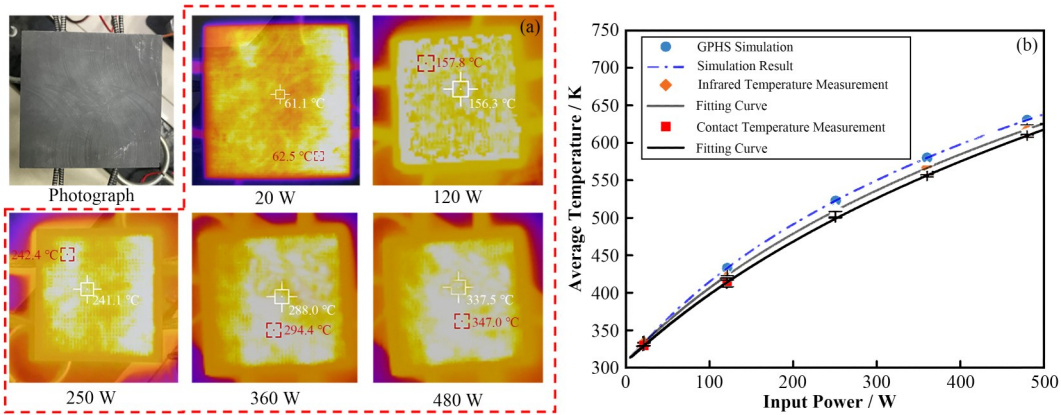 (a)
61.1 °C
62.5 °C
157.8 °C
156.3 °C
Photograph
20 W
120 W
242.4 °C
241.1 °C
288.0 °C
294.4 °C
337.5 °C
347.0 °C
250 W
360 W
480 W
(b)
GPHS Simulation
Simulation Result
Infrared Temperature Measurement
Fitting Curve
Contact Temperature Measurement
Fitting Curve
Average Temperature / K
750
700
650
600
550
500
450
400
350
300
0
100
200
300
400
500
Input Power / W